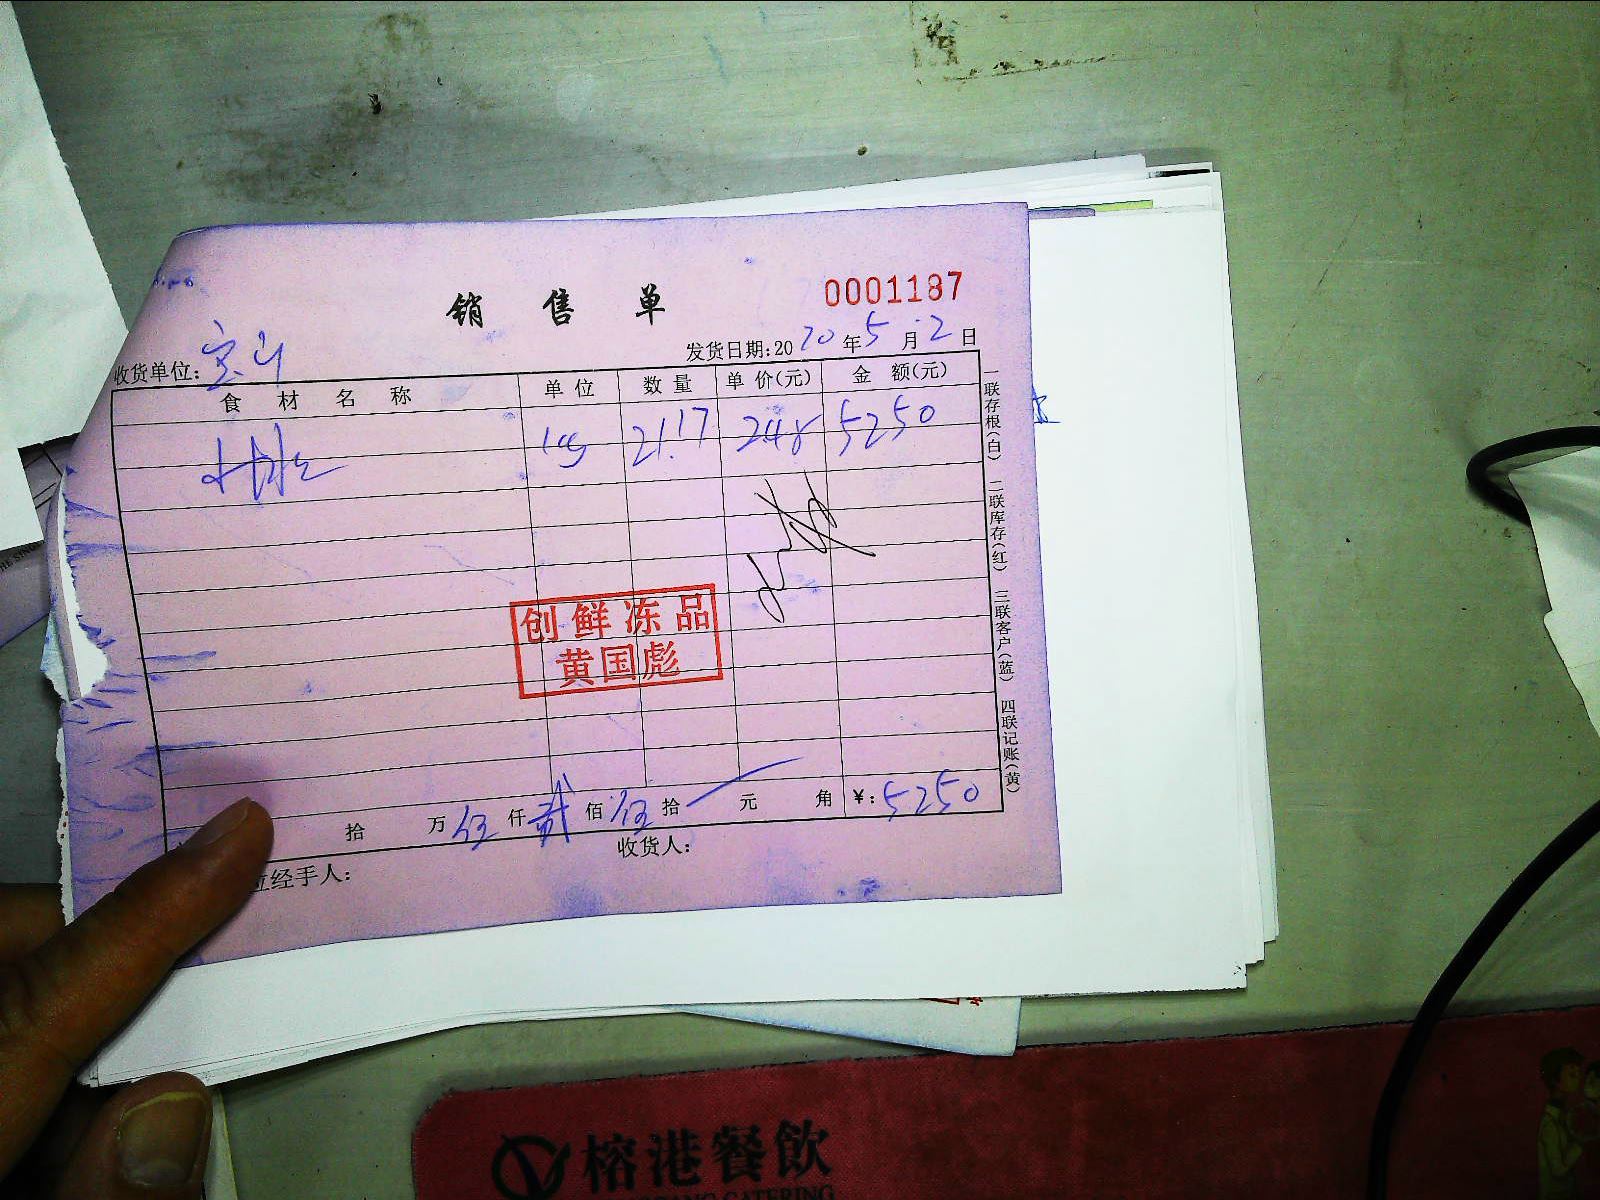 销售单
0001187
收货单位：宝山
发货日期：2020年5月2日
食材名称 单位 数量 单价(元) 金额(元)
kg 21.17 248 5250
创鲜冻品
黄国彪
拾 万伍仟贰佰伍拾 元 角 ¥：5250
位经手人： 收货人：
一联存根(白) 二联库存(红) 三联客户(蓝) 四联记账(黄)
榕港餐飲
CATERING